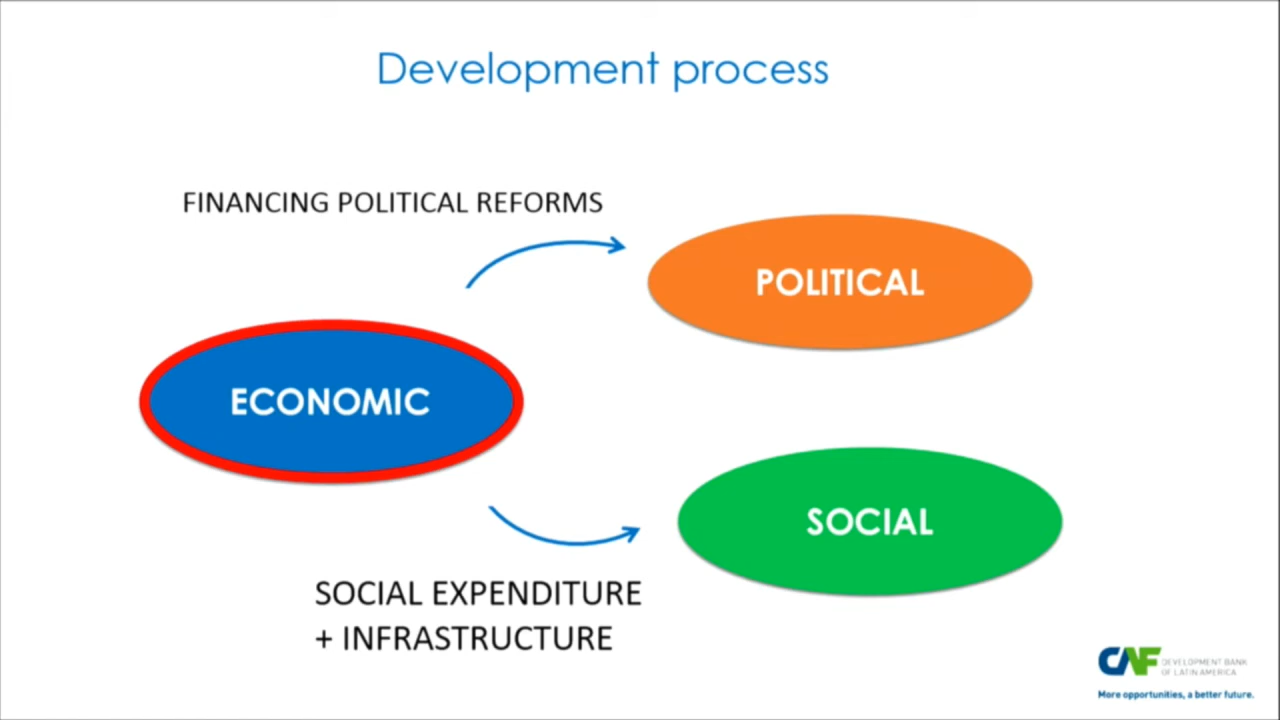 Development process
FINANCING POLITICAL REFORMS
POLITICAL
ECONOMIC
SOCIAL
SOCIAL EXPENDITURE
+ INFRASTRUCTURE
CAF
DEVELOPMENT BANK
OF LATIN AMERICA
More opportunities, a better future.